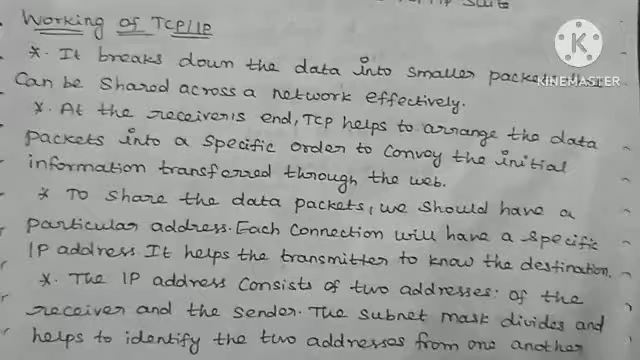 Working of TCP/IP
KINEMASTER
*. It breaks down the data into smaller packet
Can be shared across a network effectively.
*. At the receiver's end, TCP helps to arrange the data
packets into a specific order to convoy the initial
information transferred through the web.
* To share the data packets, we should have a
particular address. Each connection will have a specific
IP address It helps the transmitter to know the destination.
*. The IP address consists of two addresses: of the
receiver and the sender. The subnet mask divides and
helps to identify the two addresses from one another